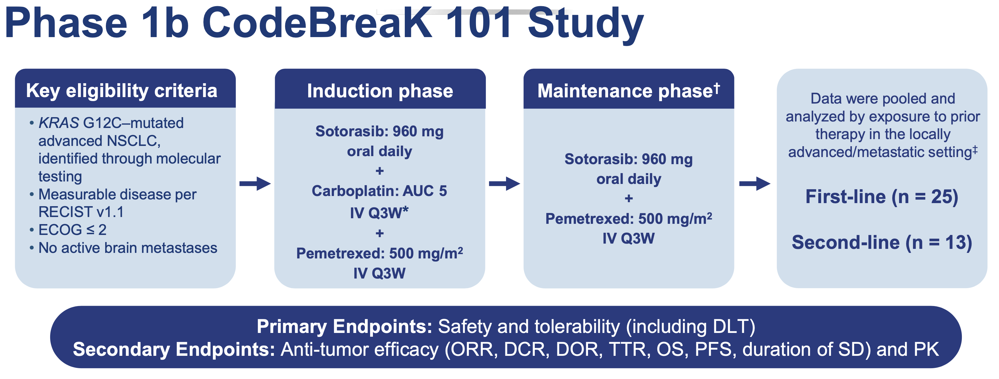 Phase 1b CodeBreaK 101 Study
Key eligibility criteria
• KRAS G12C–mutated
advanced NSCLC,
identified through molecular
testing
• Measurable disease per
RECIST v1.1
• ECOG ≤ 2
• No active brain metastases
Induction phase
Sotorasib: 960 mg
oral daily
+
Carboplatin: AUC 5
IV Q3W*
+
Pemetrexed: 500 mg/m²
IV Q3W
Maintenance phase†
Sotorasib: 960 mg
oral daily
+
Pemetrexed: 500 mg/m²
IV Q3W
Data were pooled and
analyzed by exposure to prior
therapy in the locally
advanced/metastatic setting‡
First-line (n = 25)
Second-line (n = 13)
Primary Endpoints: Safety and tolerability (including DLT)
Secondary Endpoints: Anti-tumor efficacy (ORR, DCR, DOR, TTR, OS, PFS, duration of SD) and PK